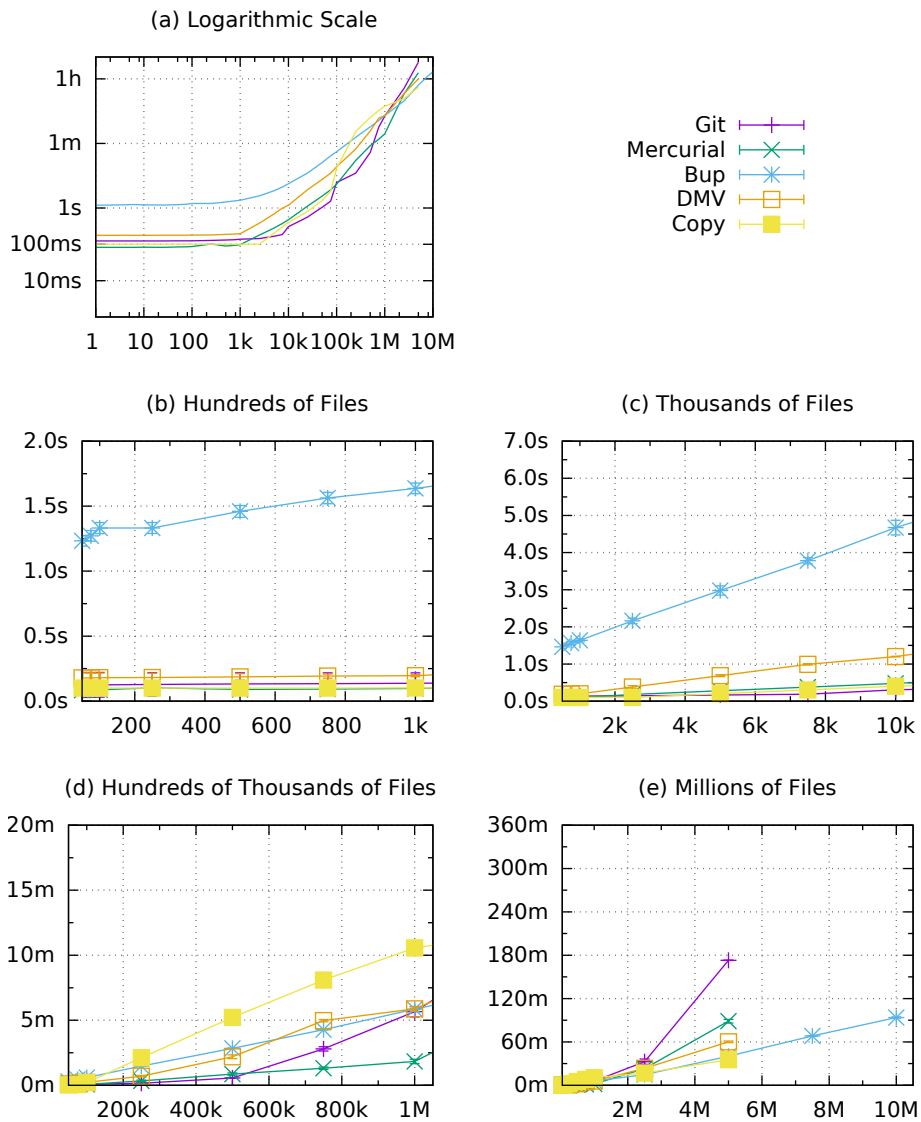 (a) Logarithmic Scale
1h
1m
1s
100ms
10ms
1 10 100 1k 10k 100k 1M 10M
Git
Mercurial
Bup
DMV
Copy
(b) Hundreds of Files
2.0s
1.5s
1.0s
0.5s
0.0s
200 400 600 800 1k
(c) Thousands of Files
7.0s
6.0s
5.0s
4.0s
3.0s
2.0s
1.0s
0.0s
2k 4k 6k 8k 10k
(d) Hundreds of Thousands of Files
20m
15m
10m
5m
0m
200k 400k 600k 800k 1M
(e) Millions of Files
360m
300m
240m
180m
120m
60m
0m
2M 4M 6M 8M 10M